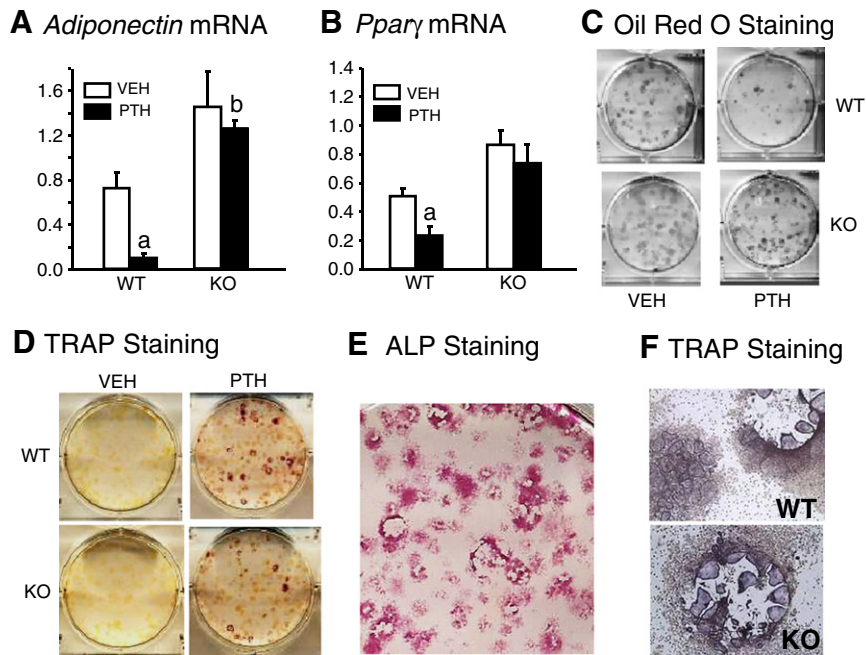 A Adiponectin mRNA
1.6
1.2
0.8
0.4
0.0
VEH
PTH
a
b
WT
KO
B Pparγ mRNA
1.4
1.2
1.0
0.8
0.6
0.4
0.2
0.0
VEH
PTH
a
WT
KO
C Oil Red O Staining
WT
KO
VEH
PTH
D TRAP Staining
VEH
PTH
WT
KO
E ALP Staining
F TRAP Staining
WT
KO